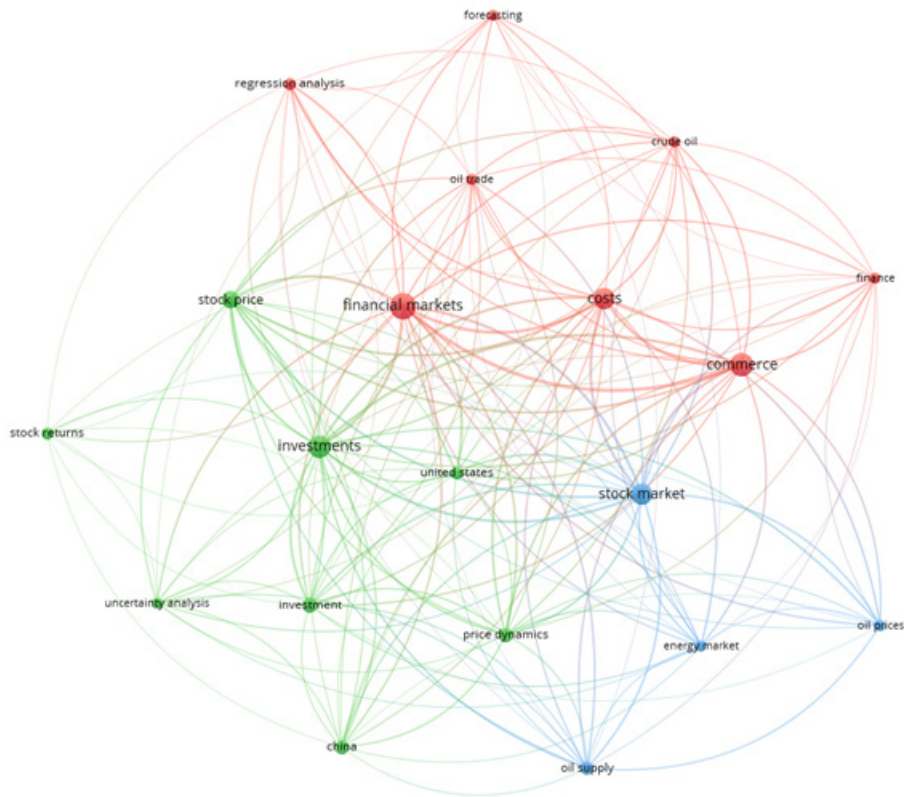 forecasting
regression analysis
crude oil
oil trade
finance
stock price
financial markets
costs
commerce
stock returns
investments
united states
stock market
uncertainty analysis
investment
price dynamics
oil prices
energy market
china
oil supply